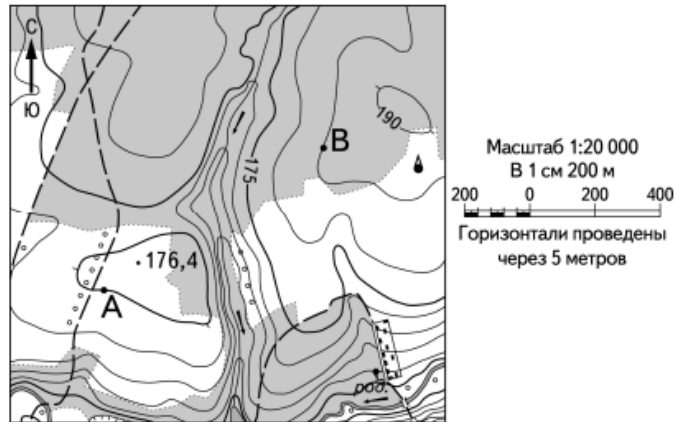 С
Ю
190
В
175
176,4
А
род.
Масштаб 1:20 000
В 1 см 200 м
200 0 200 400
Горизонтали проведены
через 5 метров